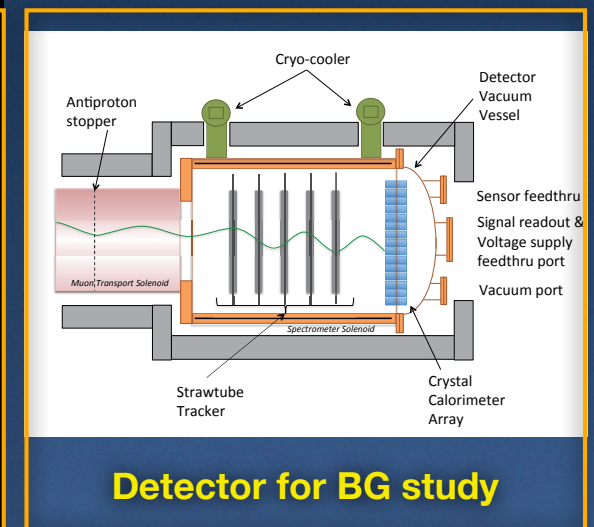 Cryo-cooler
Detector
Vacuum
Vessel
Antiproton
stopper
Sensor feedthru
Signal readout &
Voltage supply
feedthru port
Vacuum port
Muon Transport Solenoid
Spectrometer Solenoid
Strawtube
Tracker
Crystal
Calorimeter
Array
Detector for BG study